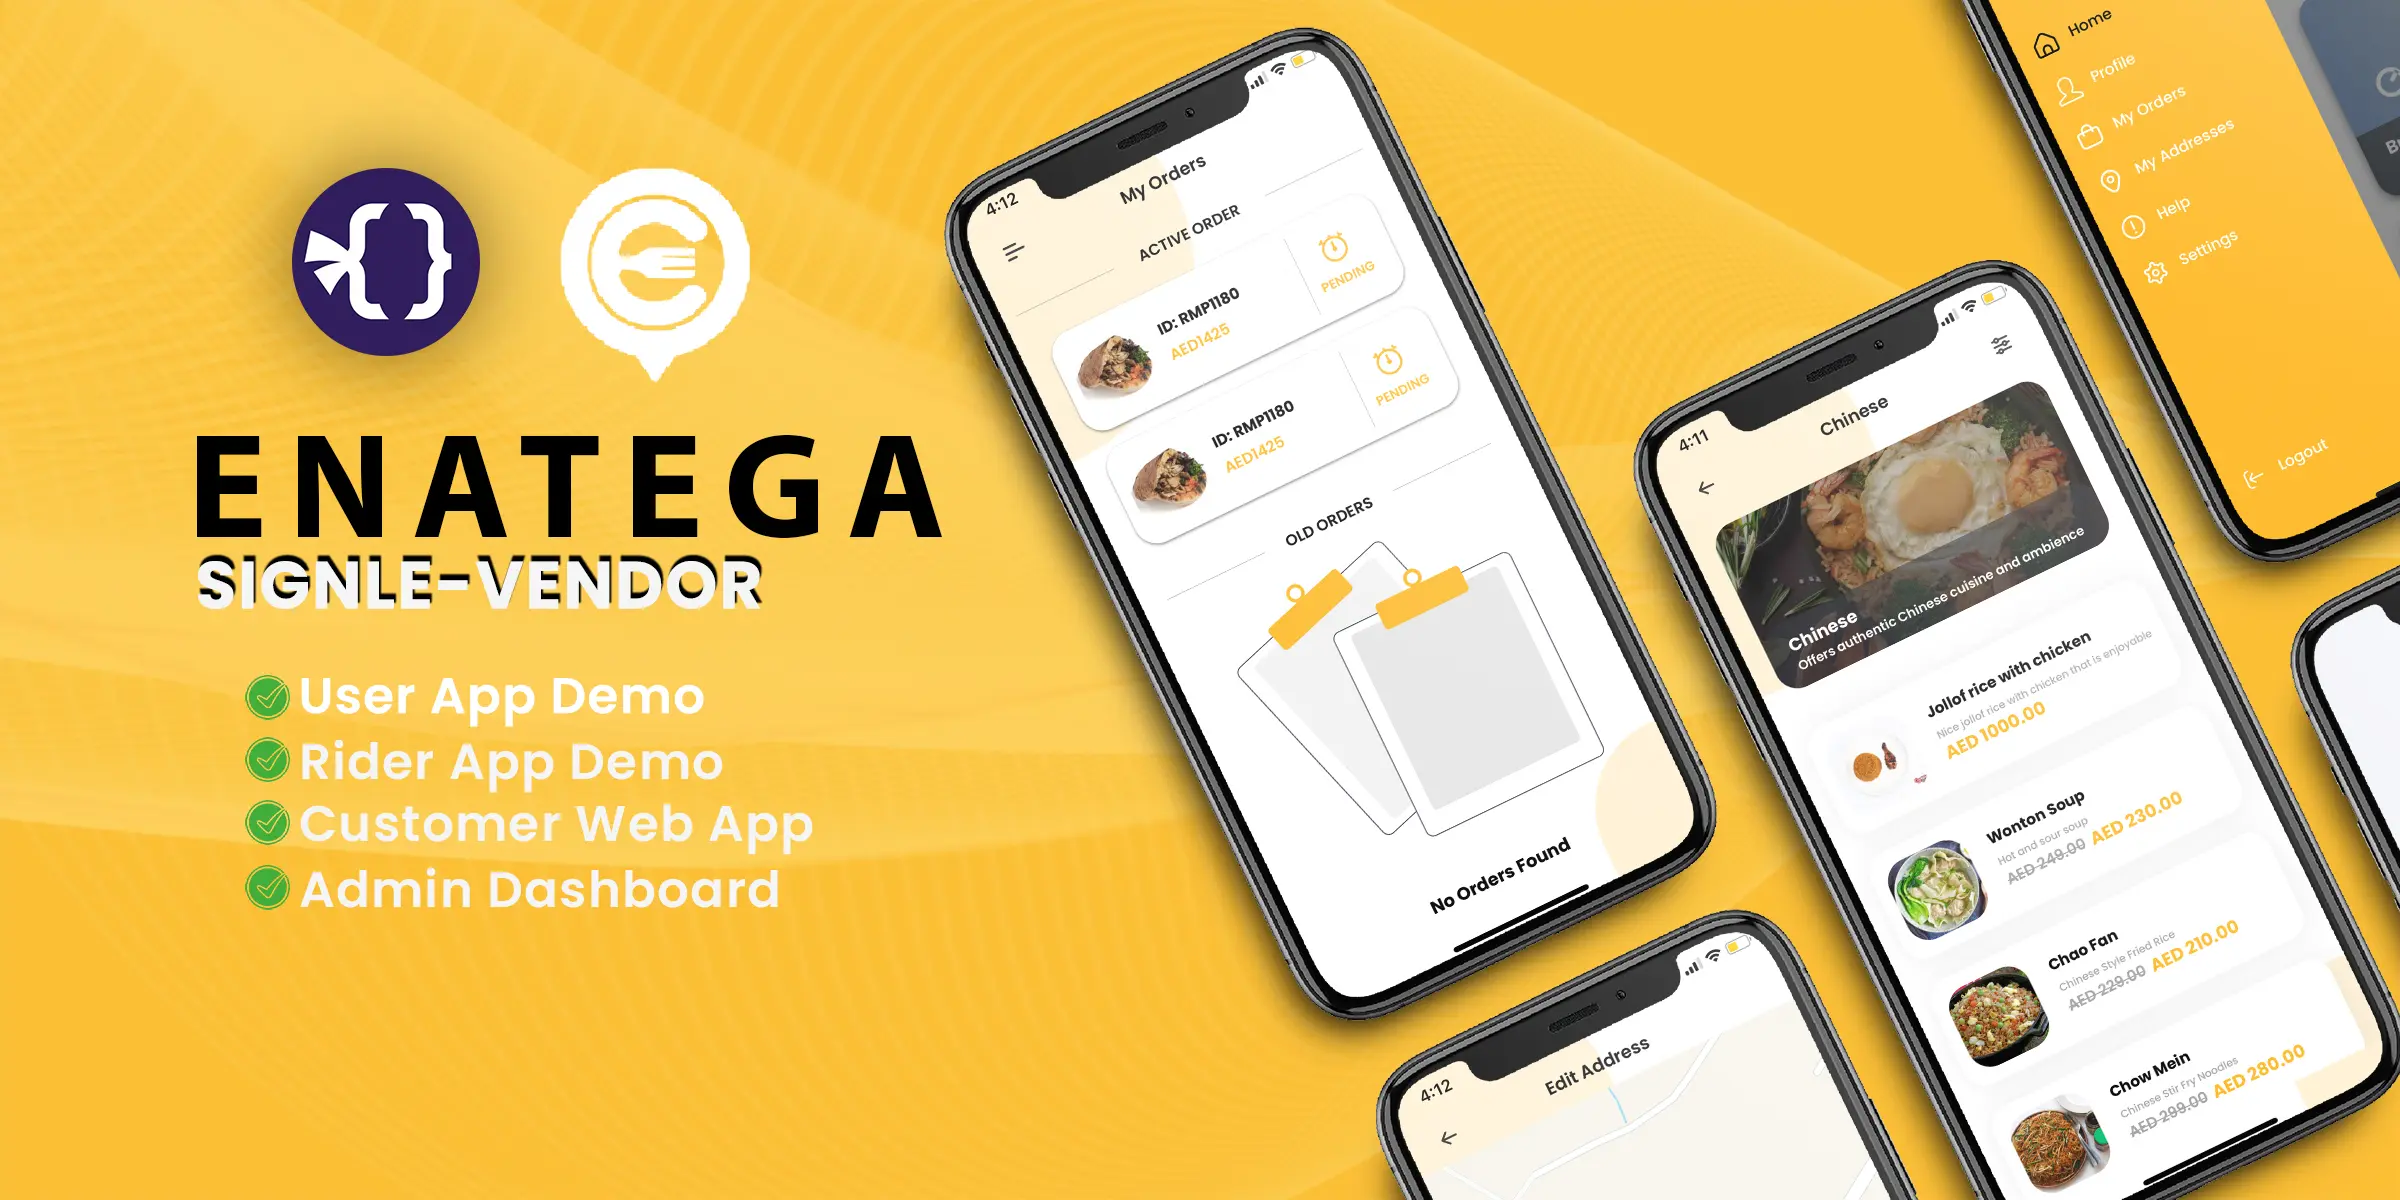 ENATEGA
SIGNLE-VENDOR
User App Demo
Rider App Demo
Customer Web App
Admin Dashboard
4:12
My Orders
ACTIVE ORDER
ID: RMP1180
AED1425
PENDING
ID: RMP1180
AED1425
PENDING
OLD ORDERS
No Orders Found
4:12
Edit Address
4:11
Chinese
Chinese
Offers authentic Chinese cuisine and ambience
Jollof rice with chicken
Nice jollof rice with chicken that is enjoyable
AED 1000.00
Wonton Soup
Hot and sour soup
AED 249.00 AED 230.00
Chao Fan
Chinese Style Fried Rice
AED 229.00 AED 210.00
Chow Mein
Chinese Stir Fry Noodles
AED 299.00 AED 280.00
Home
Profile
My Orders
My Addresses
Help
Settings
Logout